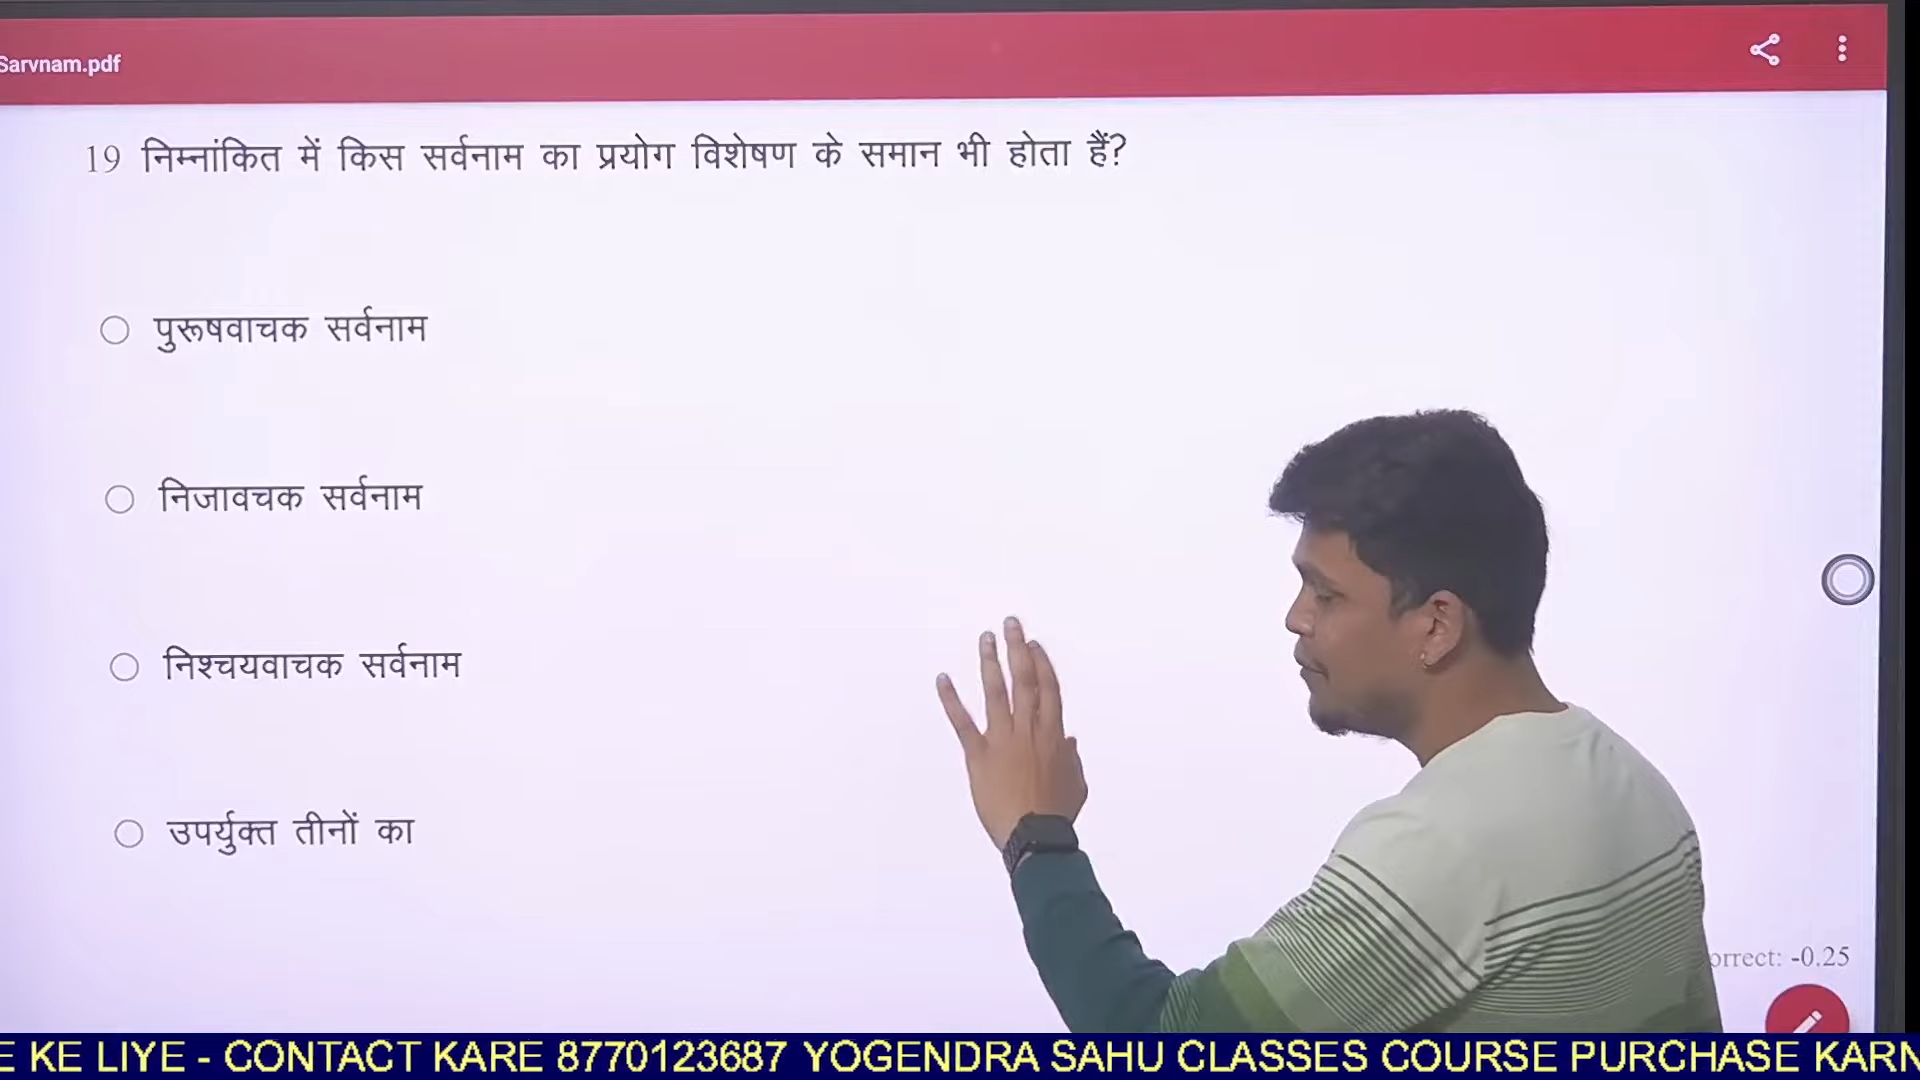 Sarvnam.pdf
19 निम्नांकित में किस सर्वनाम का प्रयोग विशेषण के समान भी होता हैं?
पुरूषवाचक सर्वनाम
निजावचक सर्वनाम
निश्चयवाचक सर्वनाम
उपर्युक्त तीनों का
orrect: -0.25
E KE LIYE - CONTACT KARE 8770123687 YOGENDRA SAHU CLASSES COURSE PURCHASE KARN